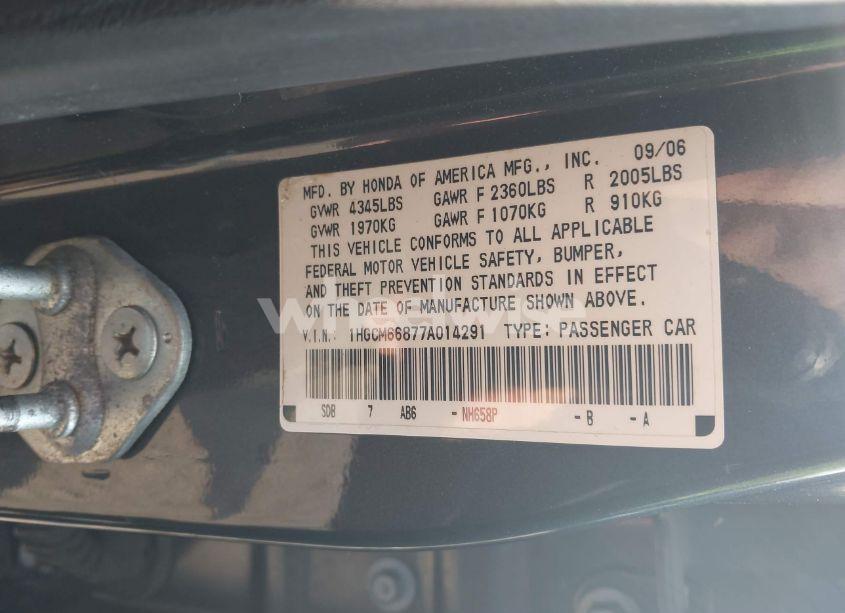 MFD. BY HONDA OF AMERICA MFG., INC. 09/06
GVWR 4345LBS GAWR F 2360LBS R 2005LBS
GVWR 1970KG GAWR F 1070KG R 910KG
THIS VEHICLE CONFORMS TO ALL APPLICABLE
FEDERAL MOTOR VEHICLE SAFETY, BUMPER,
AND THEFT PREVENTION STANDARDS IN EFFECT
ON THE DATE OF MANUFACTURE SHOWN ABOVE.
wheelwise
V.I.N.: 1HGCM66877A014291 TYPE: PASSENGER CAR
SDB 7 AB6 -NH658P -B -A